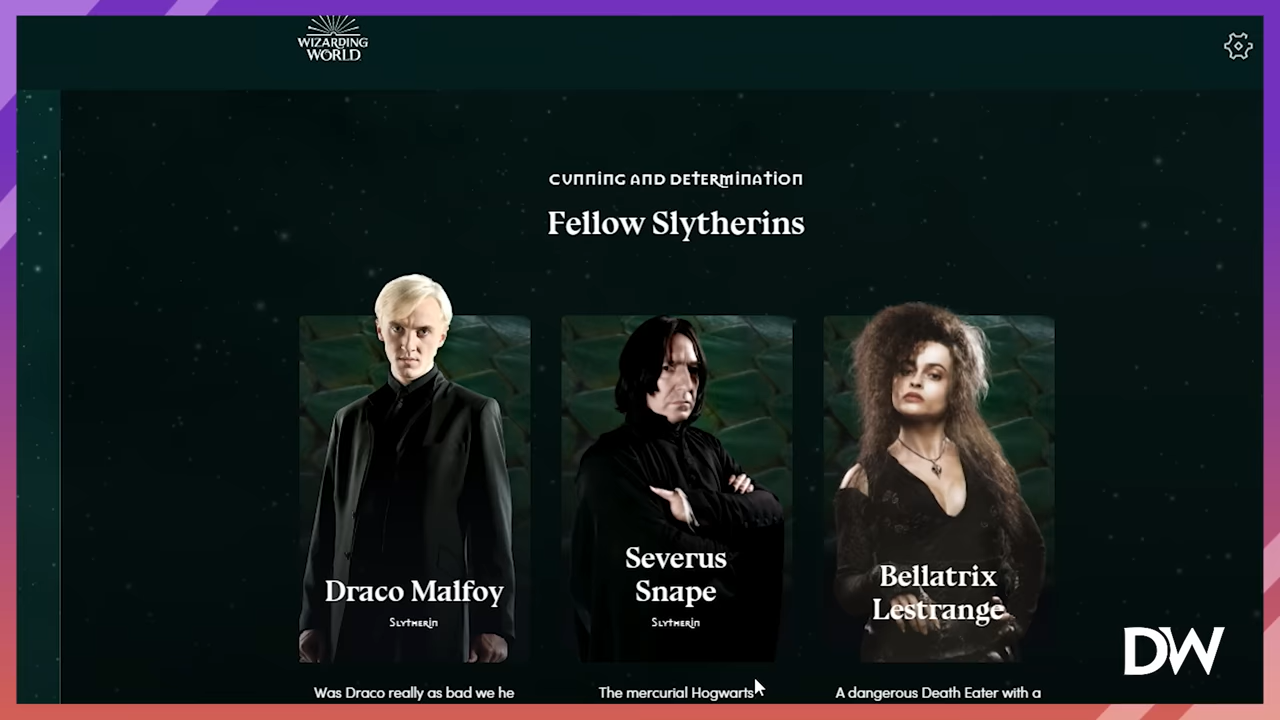 WIZARDING
WORLD
CUNNING AND DETERMINATION
Fellow Slytherins
Draco Malfoy
Slytherin
Severus
Snape
Slytherin
Bellatrix
Lestrange
Was Draco really as bad we he
The mercurial Hogwarts
A dangerous Death Eater with a
DW